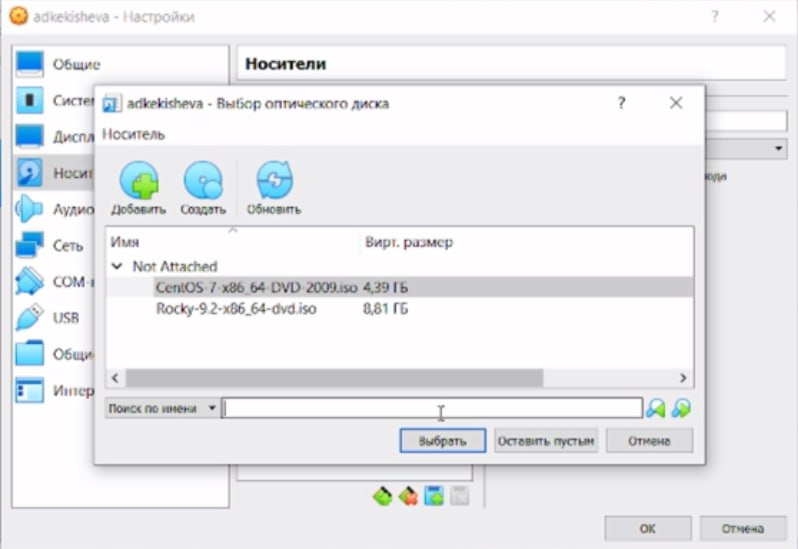 adkekisheva - Настройки
?
Общие
Носители
Систем
adkekisheva - Выбор оптического диска
?
Диспл
Носитель
Носит
Добавить Создать Обновить
Аудио
Имя Вирт. размер
Сеть
Not Attached
COM-
CentOS-7-x86_64-DVD-2009.iso 4,39 ГБ
Rocky-9.2-x86_64-dvd.iso 8,81 ГБ
USB
Общи
Интер
Поиск по имени
Выбрать Оставить пустым Отмена
OK Отмена